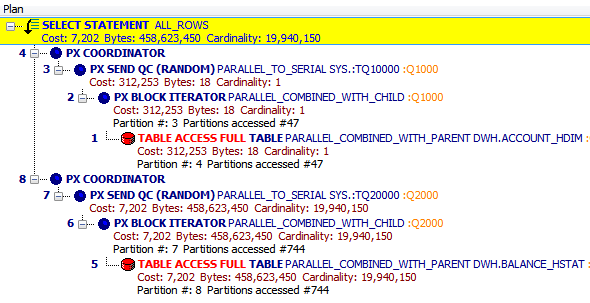 Plan
SELECT STATEMENT ALL_ROWS
Cost: 7,202 Bytes: 458,623,450 Cardinality: 19,940,150
4 PX COORDINATOR
3 PX SEND QC (RANDOM) PARALLEL_TO_SERIAL SYS.:TQ10000 :Q1000
Cost: 312,253 Bytes: 18 Cardinality: 1
2 PX BLOCK ITERATOR PARALLEL_COMBINED_WITH_CHILD :Q1000
Cost: 312,253 Bytes: 18 Cardinality: 1
Partition #: 3 Partitions accessed #47
1 TABLE ACCESS FULL TABLE PARALLEL_COMBINED_WITH_PARENT DWH.ACCOUNT_HDIM :
Cost: 312,253 Bytes: 18 Cardinality: 1
Partition #: 4 Partitions accessed #47
8 PX COORDINATOR
7 PX SEND QC (RANDOM) PARALLEL_TO_SERIAL SYS.:TQ20000 :Q2000
Cost: 7,202 Bytes: 458,623,450 Cardinality: 19,940,150
6 PX BLOCK ITERATOR PARALLEL_COMBINED_WITH_CHILD :Q2000
Cost: 7,202 Bytes: 458,623,450 Cardinality: 19,940,150
Partition #: 7 Partitions accessed #744
5 TABLE ACCESS FULL TABLE PARALLEL_COMBINED_WITH_PARENT DWH.BALANCE_HSTAT :
Cost: 7,202 Bytes: 458,623,450 Cardinality: 19,940,150
Partition #: 8 Partitions accessed #744